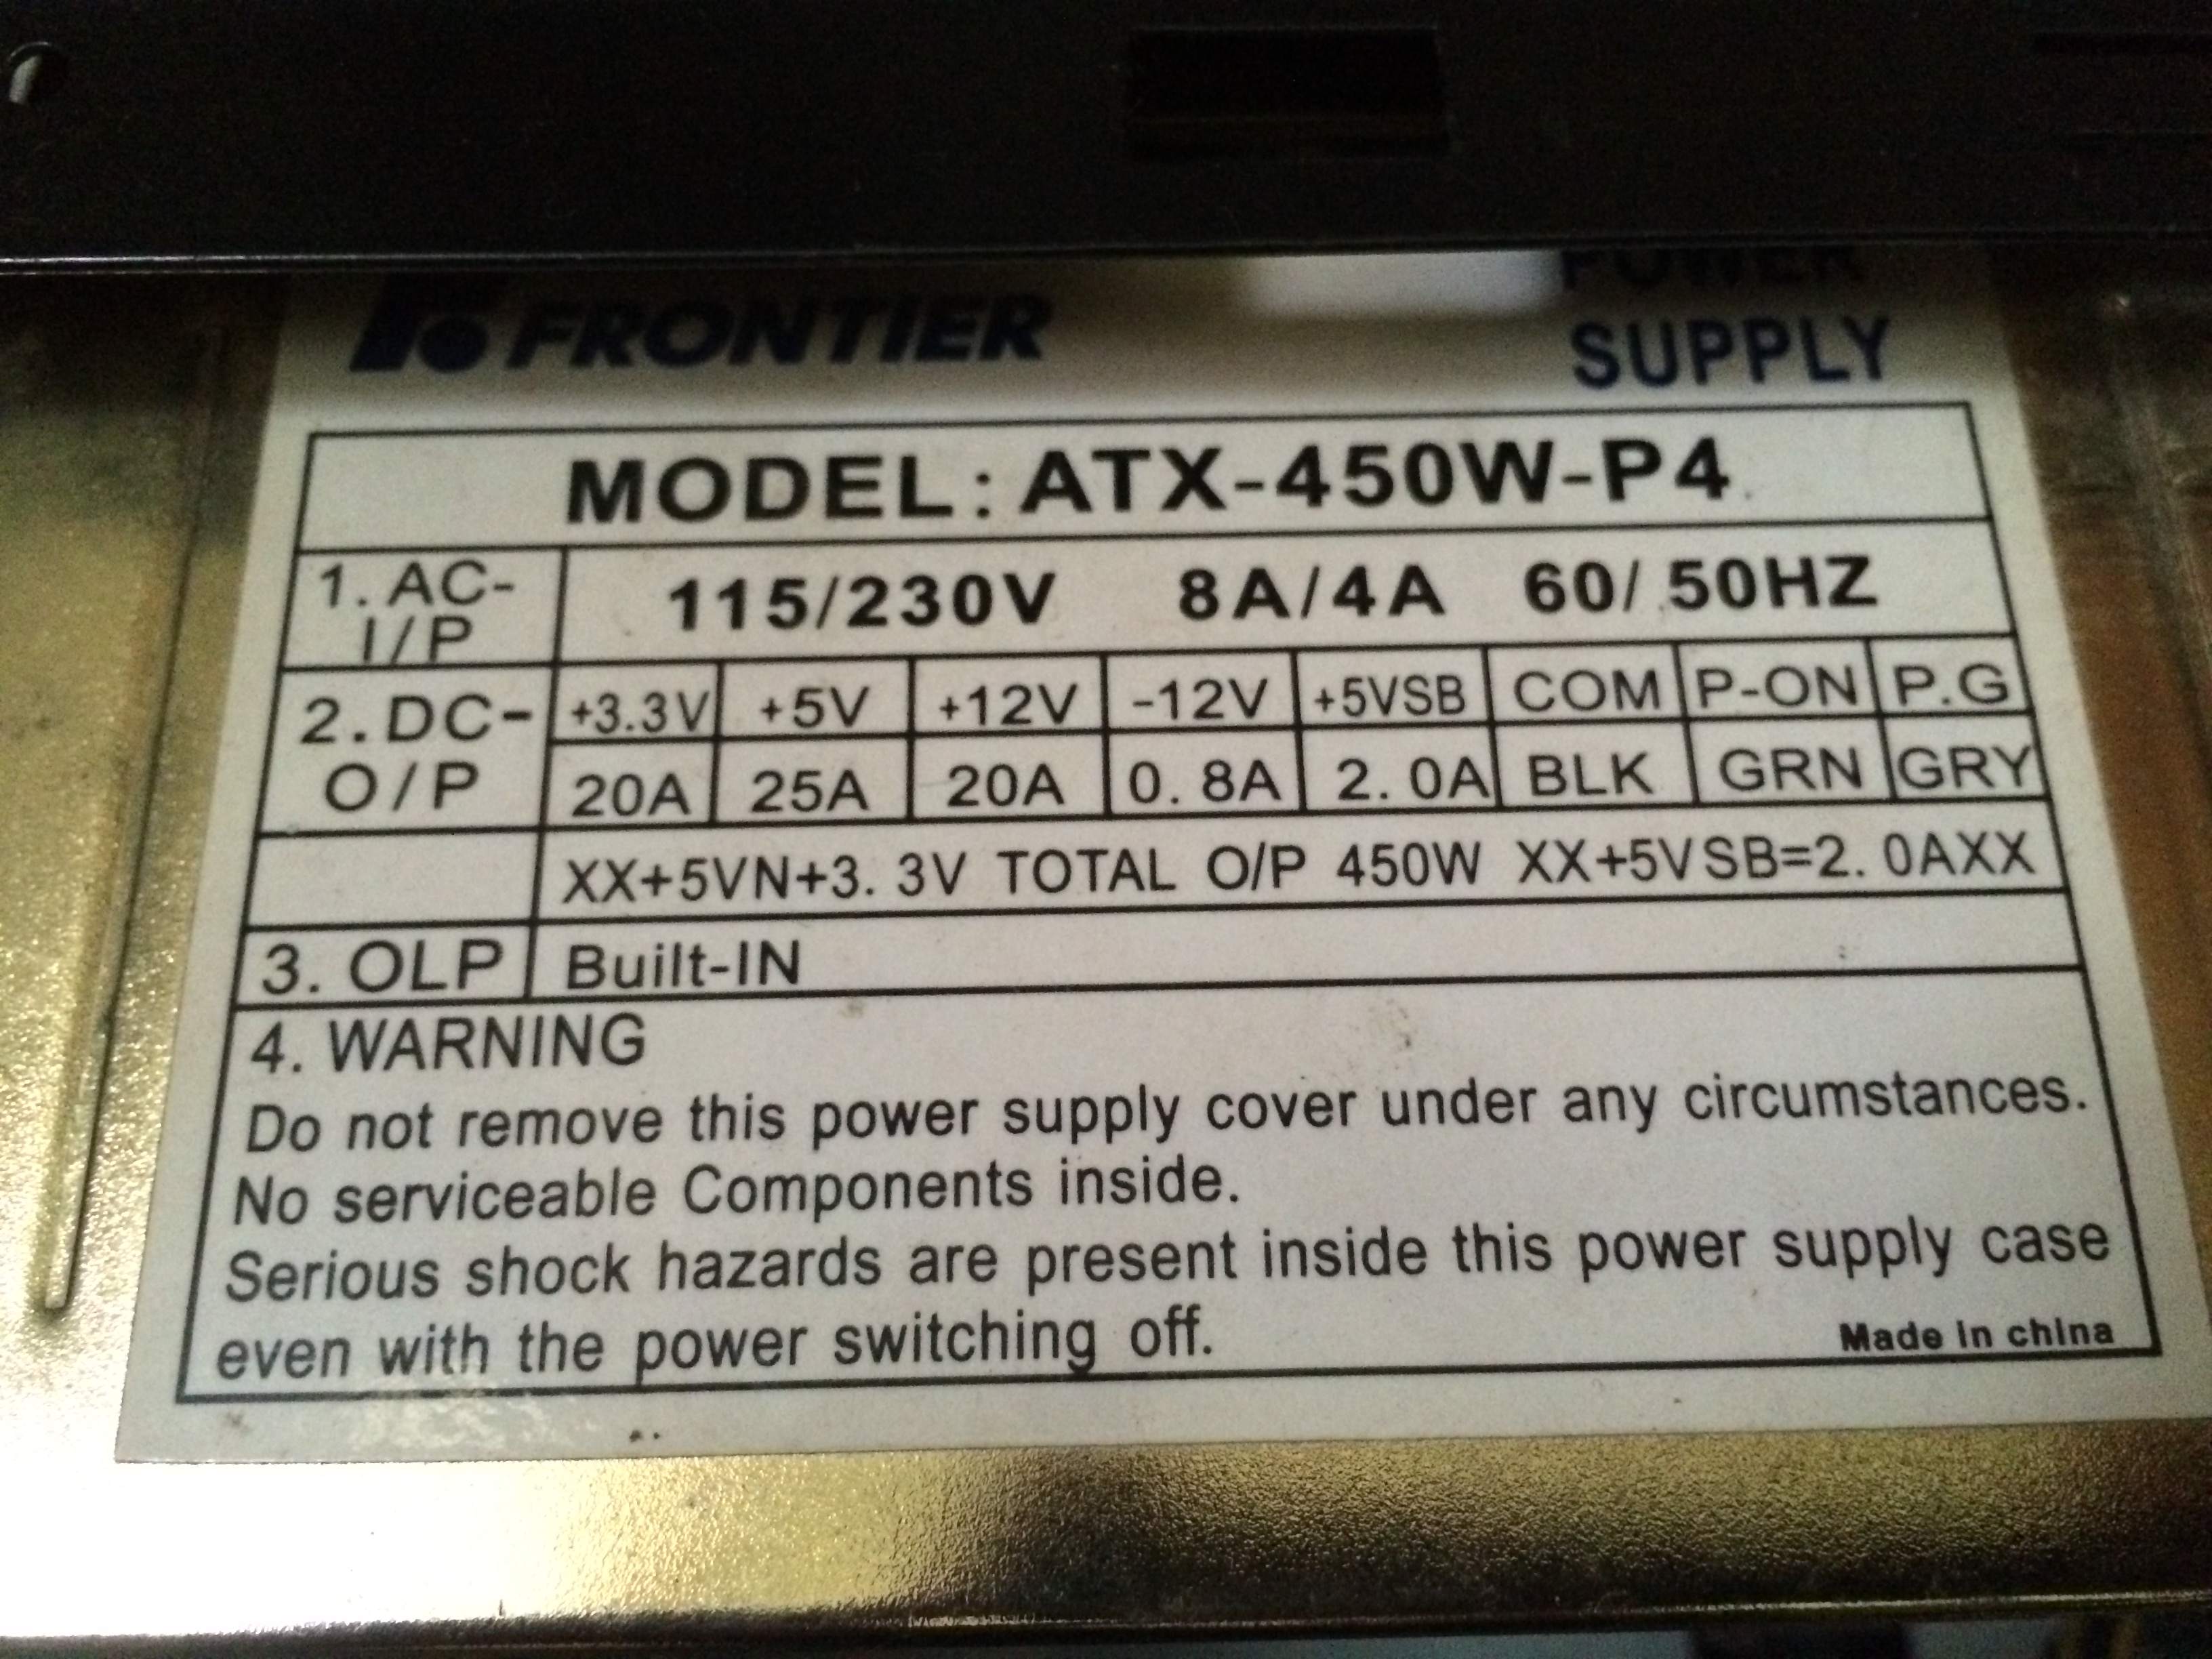 FRONTIER
POWER
SUPPLY
MODEL: ATX-450W-P4
1. AC-
I/P
115/230V 8A/4A 60/ 50HZ
2. DC-
O/P
+3.3V +5V +12V -12V +5VSB COM P-ON P.G
20A 25A 20A 0. 8A 2. 0A BLK GRN GRY
XX+5VN+3. 3V TOTAL O/P 450W XX+5VSB=2. 0AXX
3. OLP Built-IN
4. WARNING
Do not remove this power supply cover under any circumstances.
No serviceable Components inside.
Serious shock hazards are present inside this power supply case
even with the power switching off.
Made in china